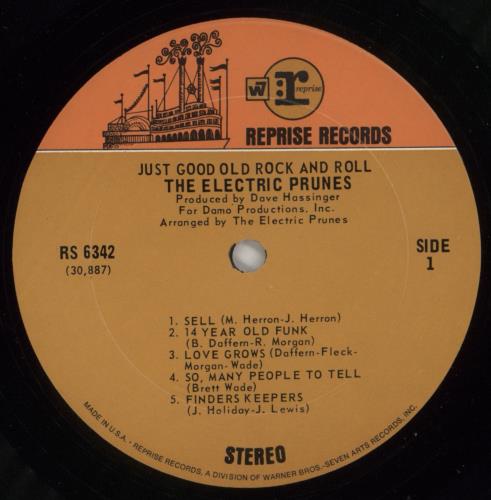 W7
r
reprise
REPRISE RECORDS
JUST GOOD OLD ROCK AND ROLL
THE ELECTRIC PRUNES
Produced by Dave Hassinger
For Damo Productions, Inc.
Arranged by The Electric Prunes
RS 6342
(30,887)
SIDE
1
1. SELL (M. Herron-J. Herron)
2. 14 YEAR OLD FUNK
(B. Daffern-R. Morgan)
3. LOVE GROWS (Daffern-Fleck-
Morgan-Wade)
4. SO, MANY PEOPLE TO TELL
(Brett Wade)
5. FINDERS KEEPERS
(J. Holiday-J. Lewis)
STEREO
MADE IN U.S.A. • REPRISE RECORDS, A DIVISION OF WARNER BROS.-SEVEN ARTS RECORDS, INC.